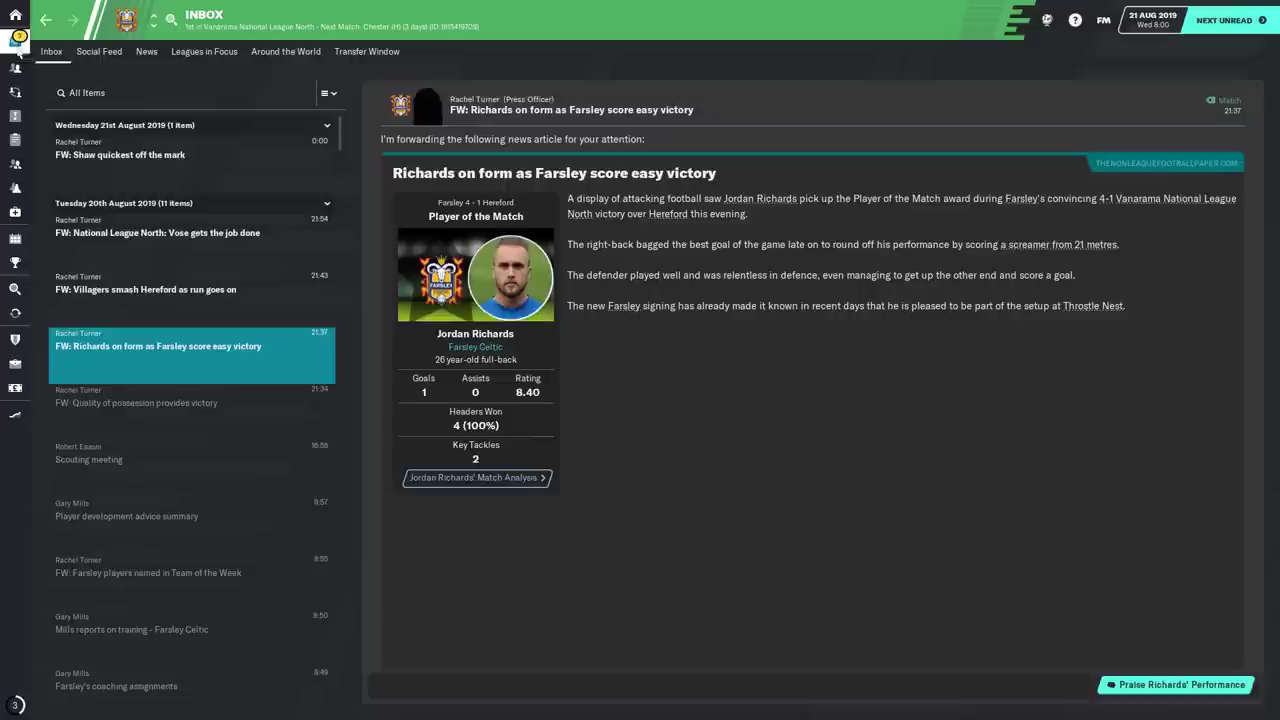 INBOX
1st in Vanarama National League North - Next Match: Chester (H) (3 days) (ID:1915419709)
FM
21 AUG 2019
Wed 8:00
NEXT UNREAD
3
Inbox
Social Feed
News
Leagues in Focus
Around the World
Transfer Window
All Items
Wednesday 21st August 2019 (1 item)
Rachel Turner
0:00
FW: Shaw quickest off the mark
Tuesday 20th August 2019 (11 items)
Rachel Turner
21:54
FW: National League North: Vose gets the job done
Rachel Turner
21:43
FW: Villagers smash Hereford as run goes on
Rachel Turner
21:37
FW: Richards on form as Farsley score easy victory
Rachel Turner
21:34
FW: Quality of possession provides victory
Robert Eason
Scouting meeting
Gary Mills
Player development advice summary
Rachel Turner
8:55
FW: Farsley players named in Team of the Week
Gary Mills
8:50
Mills reports on training - Farsley Celtic
Gary Mills
8:49
Farsley's coaching assignments
3
Rachel Turner (Press Officer)
FW: Richards on form as Farsley score easy victory
Match
21:37
I'm forwarding the following news article for your attention:
THENONLEAGUEFOOTBALLPAPER.COM
Richards on form as Farsley score easy victory
Farsley 4 - 1 Hereford
Player of the Match
FARSLEY
Jordan Richards
Farsley Celtic
26 year-old full-back
Goals Assists Rating
1 0 8.40
Headers Won
4 (100%)
Key Tackles
2
Jordan Richards' Match Analysis
A display of attacking football saw Jordan Richards pick up the Player of the Match award during Farsley's convincing 4-1 Vanarama National League
North victory over Hereford this evening.
The right-back bagged the best goal of the game late on to round off his performance by scoring a screamer from 21 metres.
The defender played well and was relentless in defence, even managing to get up the other end and score a goal.
The new Farsley signing has already made it known in recent days that he is pleased to be part of the setup at Throstle Nest.
Praise Richards' Performance